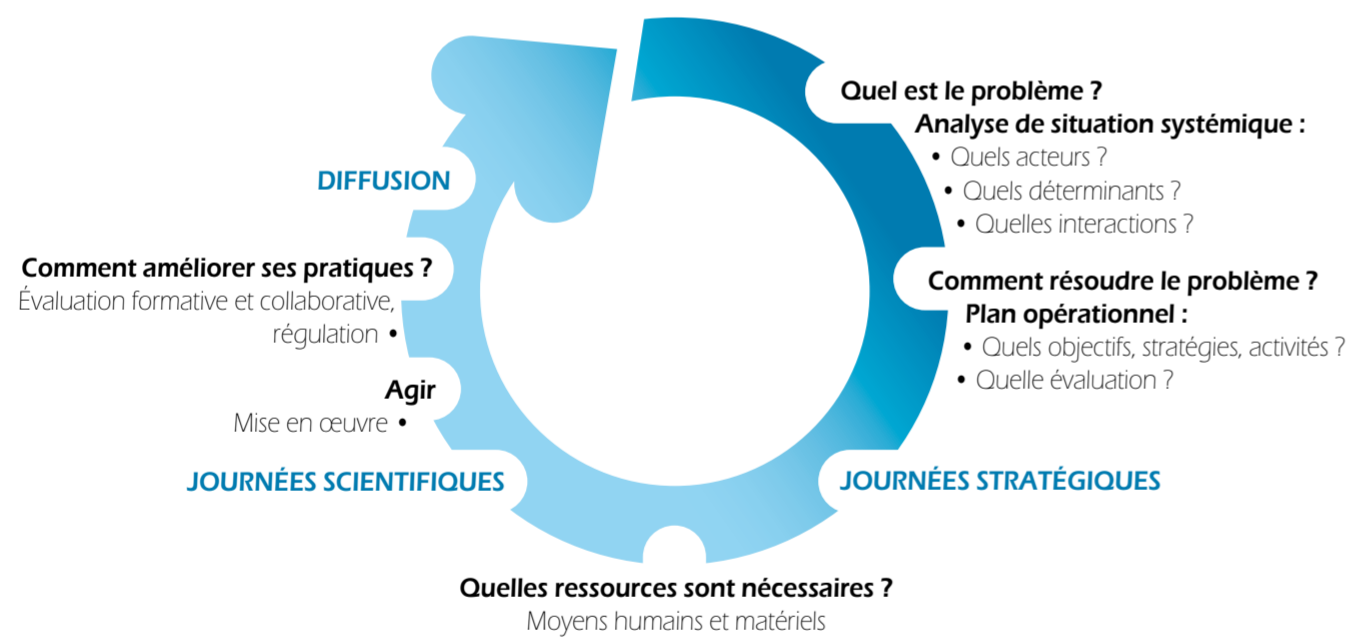 Quel est le problème ?
Analyse de situation systémique :
• Quels acteurs ?
• Quels déterminants ?
• Quelles interactions ?
Comment résoudre le problème ?
Plan opérationnel :
• Quels objectifs, stratégies, activités ?
• Quelle évaluation ?
JOURNÉES STRATÉGIQUES
Quelles ressources sont nécessaires ?
Moyens humains et matériels
JOURNÉES SCIENTIFIQUES
Agir
Mise en œuvre •
Comment améliorer ses pratiques ?
Évaluation formative et collaborative,
régulation •
DIFFUSION